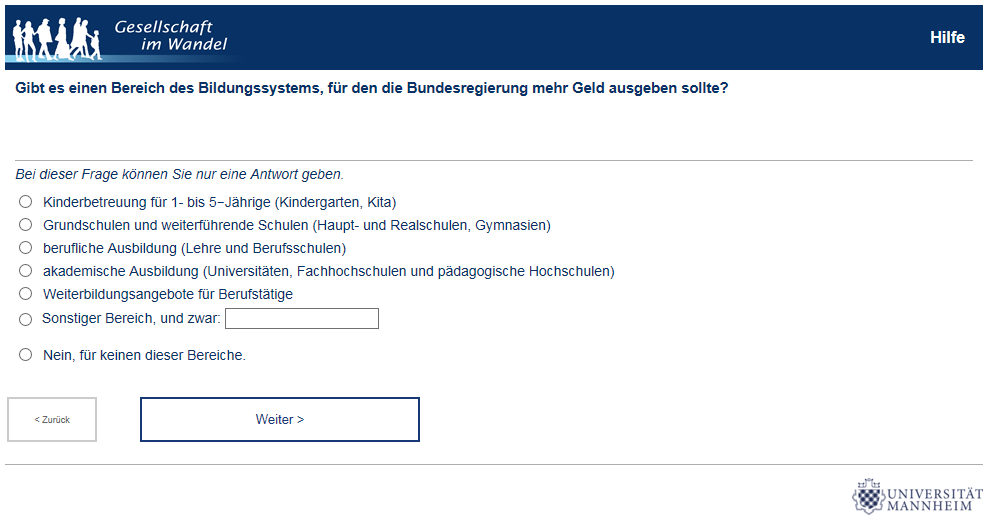 Gesellschaft
im Wandel
Hilfe
Gibt es einen Bereich des Bildungssystems, für den die Bundesregierung mehr Geld ausgeben sollte?
Bei dieser Frage können Sie nur eine Antwort geben.
Kinderbetreuung für 1- bis 5−Jährige (Kindergarten, Kita)
Grundschulen und weiterführende Schulen (Haupt- und Realschulen, Gymnasien)
berufliche Ausbildung (Lehre und Berufsschulen)
akademische Ausbildung (Universitäten, Fachhochschulen und pädagogische Hochschulen)
Weiterbildungsangebote für Berufstätige
Sonstiger Bereich, und zwar:
Nein, für keinen dieser Bereiche.
< Zurück
Weiter >
UNIVERSITÄT
MANNHEIM